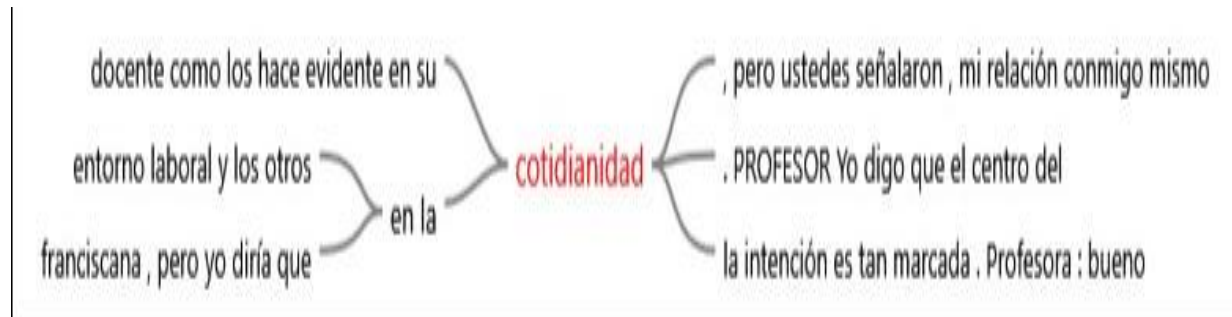 docente como los hace evidente en su
entorno laboral y los otros
franciscana , pero yo diría que
en la
cotidianidad
, pero ustedes señalaron , mi relación conmigo mismo
. PROFESOR Yo digo que el centro del
la intención es tan marcada . Profesora : bueno